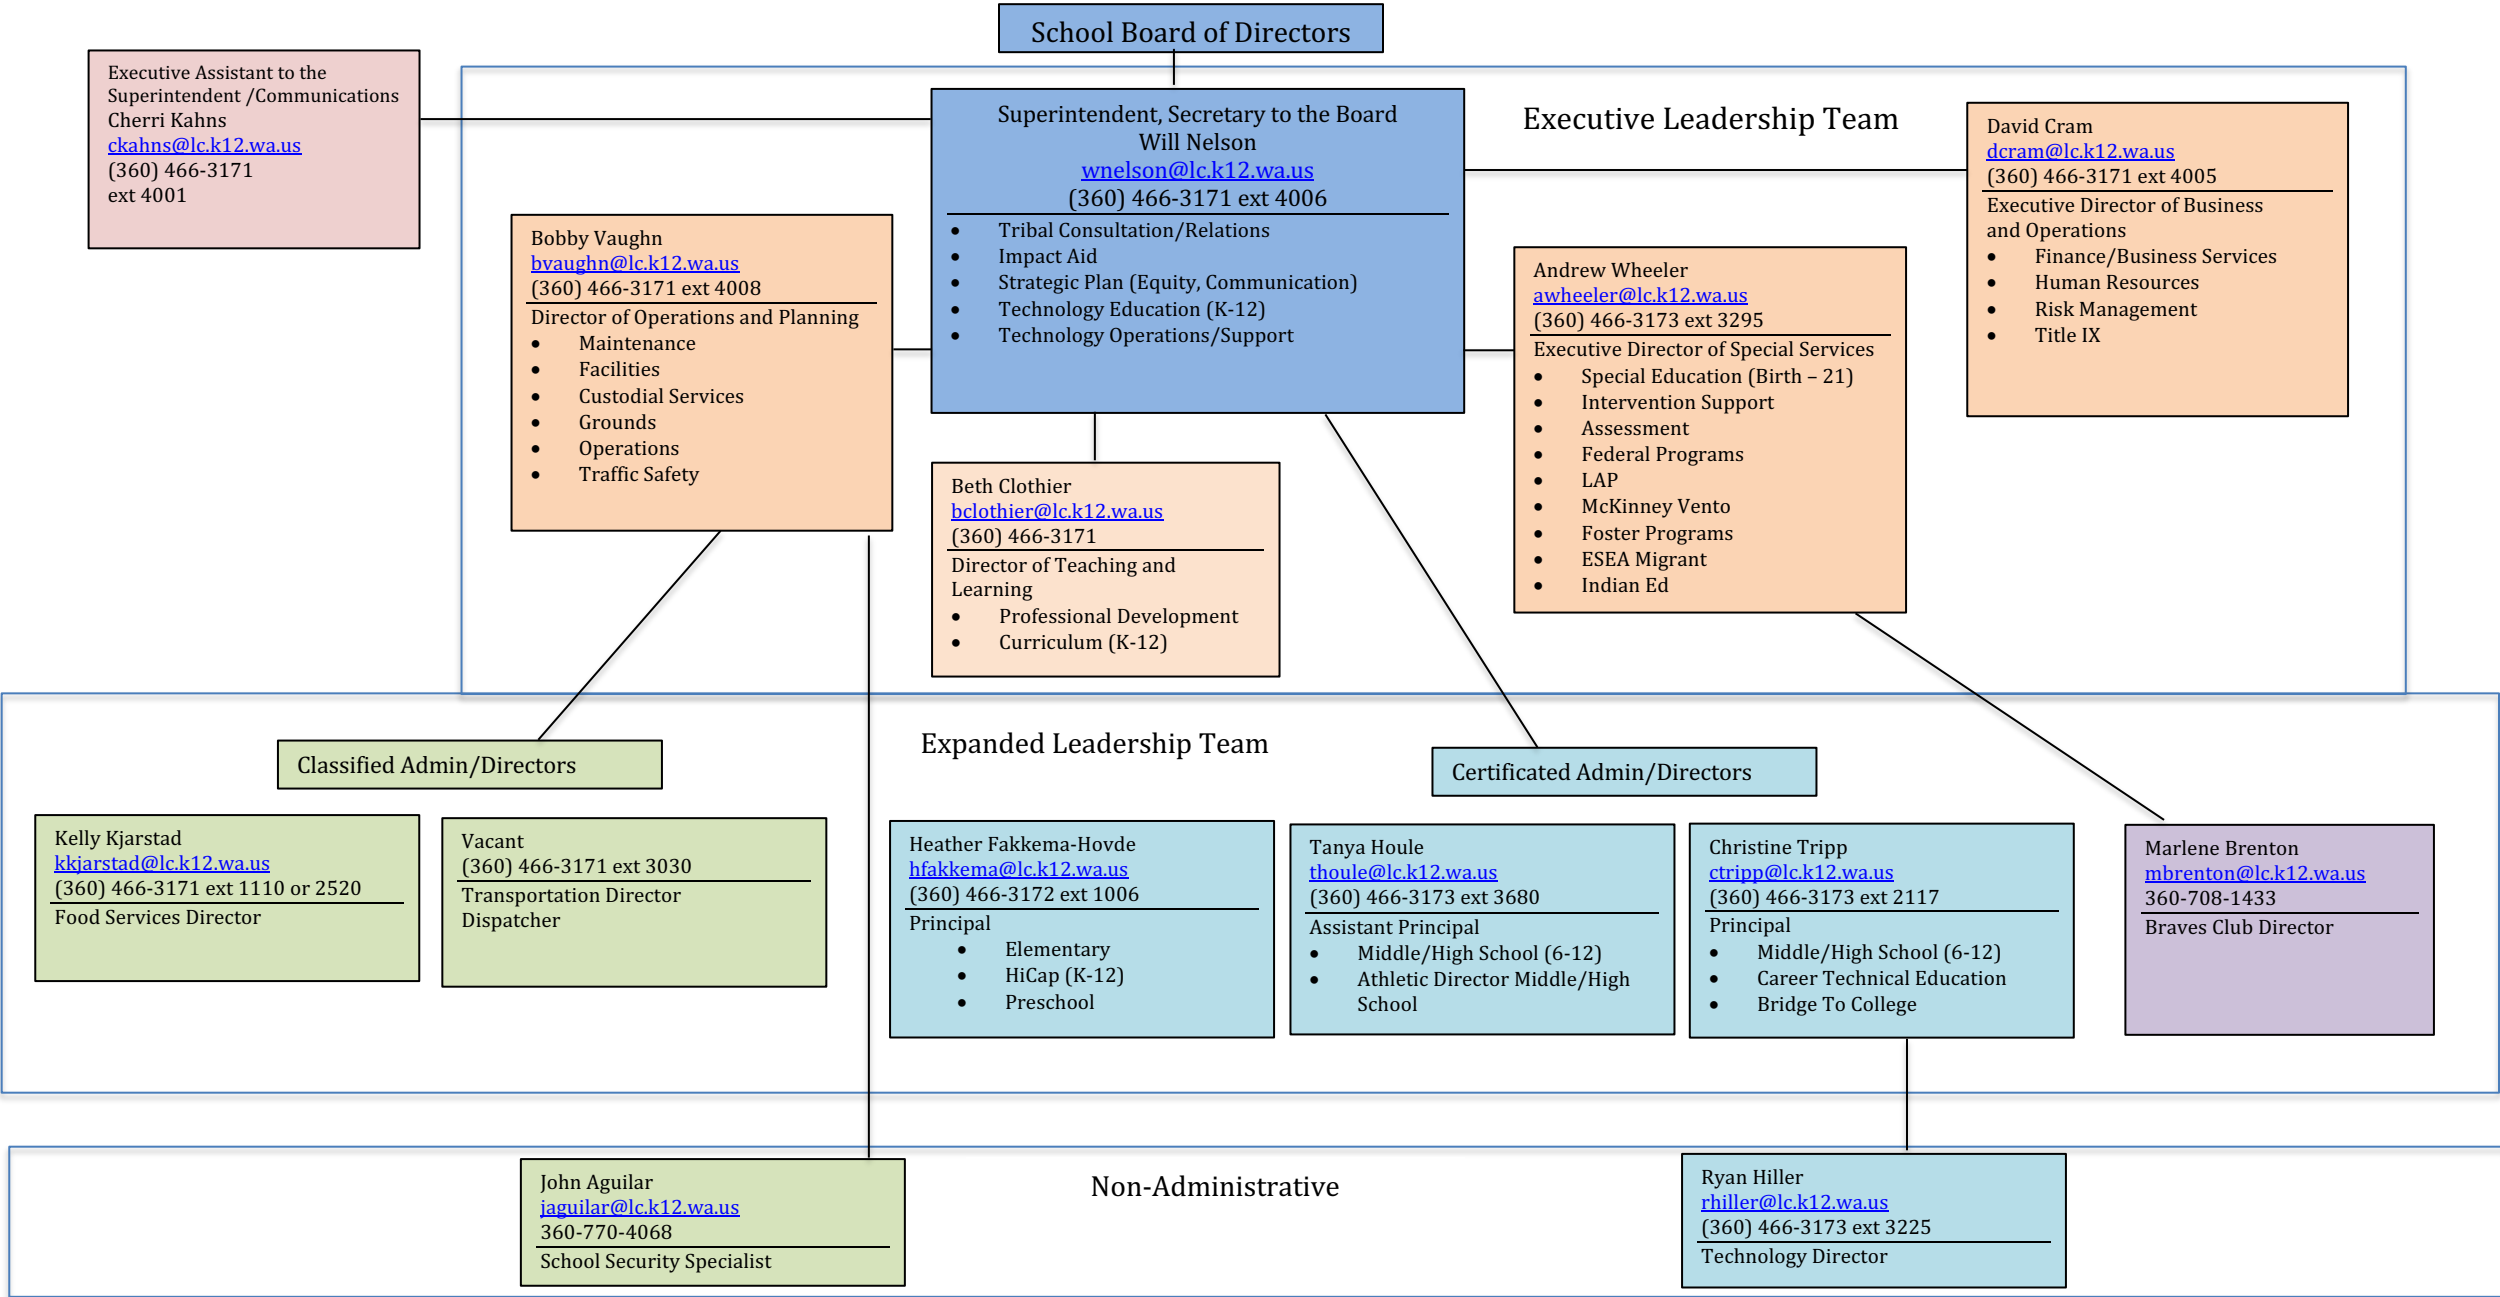 School Board of Directors
Executive Assistant to the
Superintendent /Communications
Cherri Kahns
ckahns@lc.k12.wa.us
(360) 466-3171
ext 4001
Superintendent, Secretary to the Board
Will Nelson
wnelson@lc.k12.wa.us
(360) 466-3171 ext 4006
• Tribal Consultation/Relations
• Impact Aid
• Strategic Plan (Equity, Communication)
• Technology Education (K-12)
• Technology Operations/Support
Executive Leadership Team
David Cram
dcram@lc.k12.wa.us
(360) 466-3171 ext 4005
Executive Director of Business
and Operations
• Finance/Business Services
• Human Resources
• Risk Management
• Title IX
Bobby Vaughn
bvaughn@lc.k12.wa.us
(360) 466-3171 ext 4008
Director of Operations and Planning
• Maintenance
• Facilities
• Custodial Services
• Grounds
• Operations
• Traffic Safety
Andrew Wheeler
awheeler@lc.k12.wa.us
(360) 466-3173 ext 3295
Executive Director of Special Services
• Special Education (Birth – 21)
• Intervention Support
• Assessment
• Federal Programs
• LAP
• McKinney Vento
• Foster Programs
• ESEA Migrant
• Indian Ed
Beth Clothier
bclothier@lc.k12.wa.us
(360) 466-3171
Director of Teaching and
Learning
• Professional Development
• Curriculum (K-12)
Expanded Leadership Team
Classified Admin/Directors
Certificated Admin/Directors
Kelly Kjarstad
kkjarstad@lc.k12.wa.us
(360) 466-3171 ext 1110 or 2520
Food Services Director
Vacant
(360) 466-3171 ext 3030
Transportation Director
Dispatcher
Heather Fakkema-Hovde
hfakkema@lc.k12.wa.us
(360) 466-3172 ext 1006
Principal
• Elementary
• HiCap (K-12)
• Preschool
Tanya Houle
thoule@lc.k12.wa.us
(360) 466-3173 ext 3680
Assistant Principal
• Middle/High School (6-12)
• Athletic Director Middle/High
School
Christine Tripp
ctripp@lc.k12.wa.us
(360) 466-3173 ext 2117
Principal
• Middle/High School (6-12)
• Career Technical Education
• Bridge To College
Marlene Brenton
mbrenton@lc.k12.wa.us
360-708-1433
Braves Club Director
Non-Administrative
John Aguilar
jaguilar@lc.k12.wa.us
360-770-4068
School Security Specialist
Ryan Hiller
rhiller@lc.k12.wa.us
(360) 466-3173 ext 3225
Technology Director